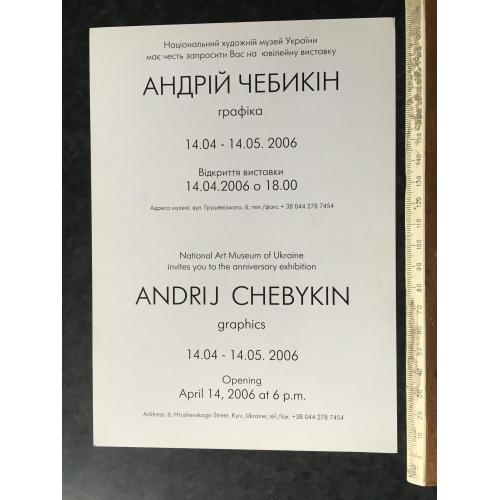 Національний художній музей України
має честь запросити Вас на ювілейну виставку
АНДРІЙ ЧЕБИКІН
графіка
14.04 - 14.05. 2006
Відкриття виставки
14.04.2006 о 18.00
Адреса музею: вул. Грушевського, 6; тел./факс + 38 044 278 7454
National Art Museum of Ukraine
invites you to the anniversary exhibition
ANDRIJ CHEBYKIN
graphics
14.04 - 14.05. 2006
Opening
April 14, 2006 at 6 p.m.
Address: 6, Hrushevskogo Street, Kyiv, Ukraine; tel./fax: +38 044 278 7454